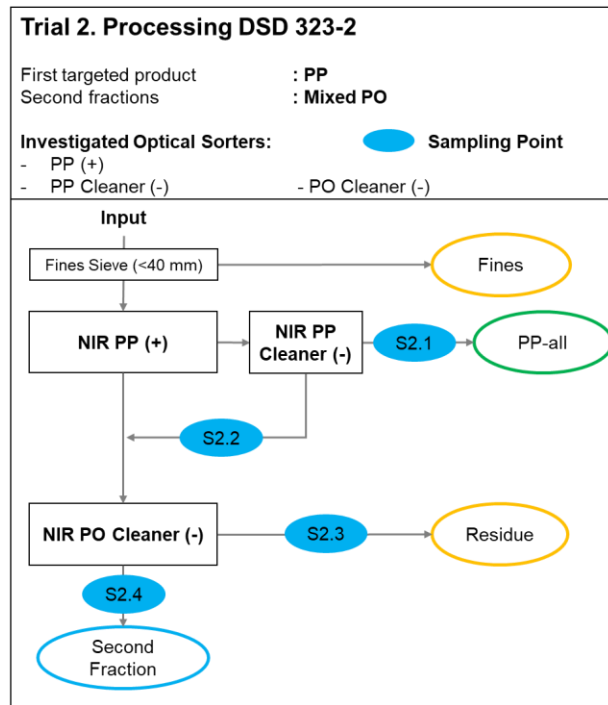 Trial 2. Processing DSD 323-2
First targeted product : PP
Second fractions : Mixed PO
Investigated Optical Sorters: Sampling Point
- PP (+)
- PP Cleaner (-) - PO Cleaner (-)
Input
Fines Sieve (<40 mm)
Fines
NIR PP (+)
NIR PP
Cleaner (-)
S2.1
PP-all
S2.2
NIR PO Cleaner (-)
S2.3
Residue
S2.4
Second
Fraction